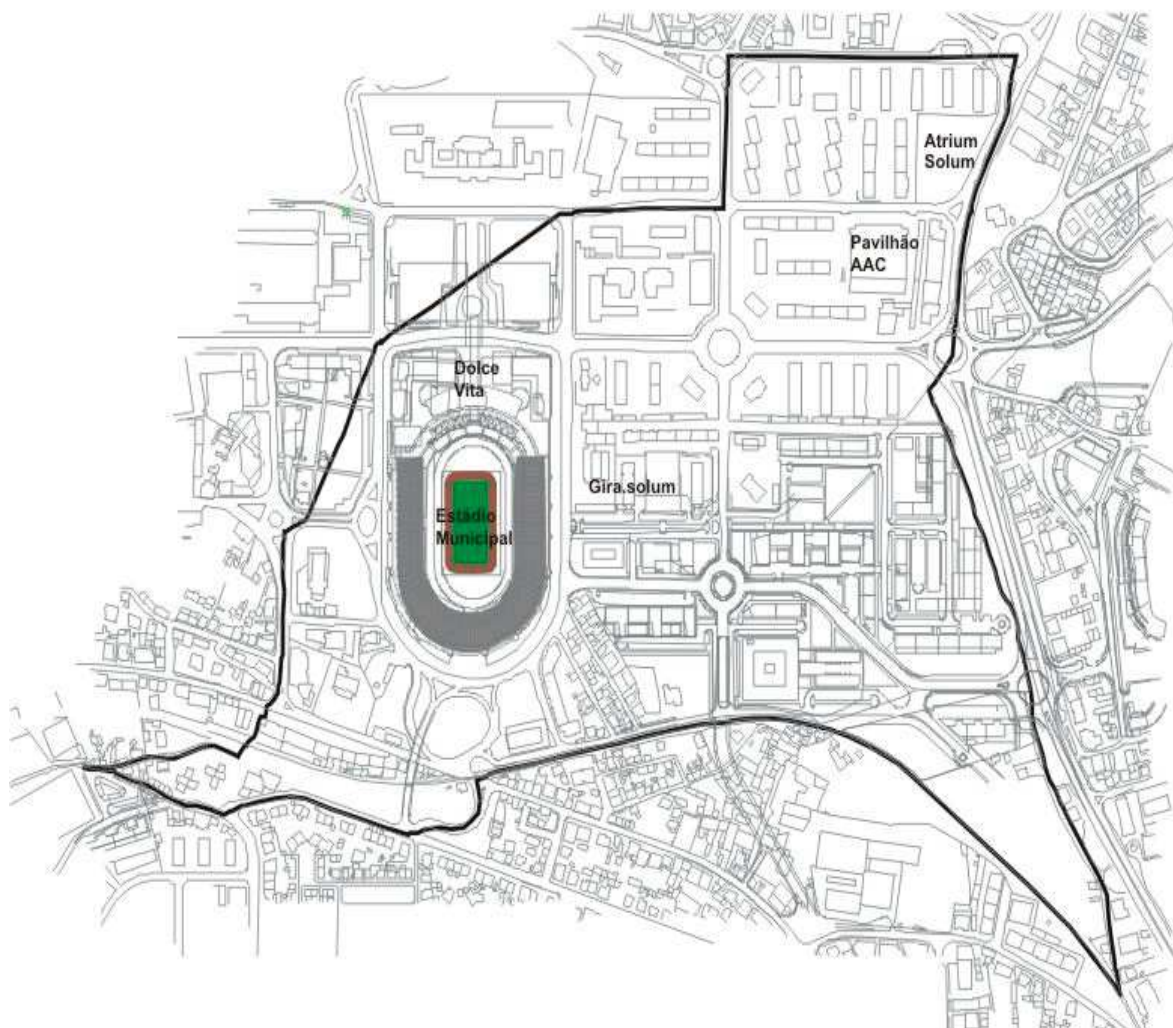 Atrium
Solum
Pavilhão
AAC
Dolce
Vita
Gira.solum
Estádio
Municipal